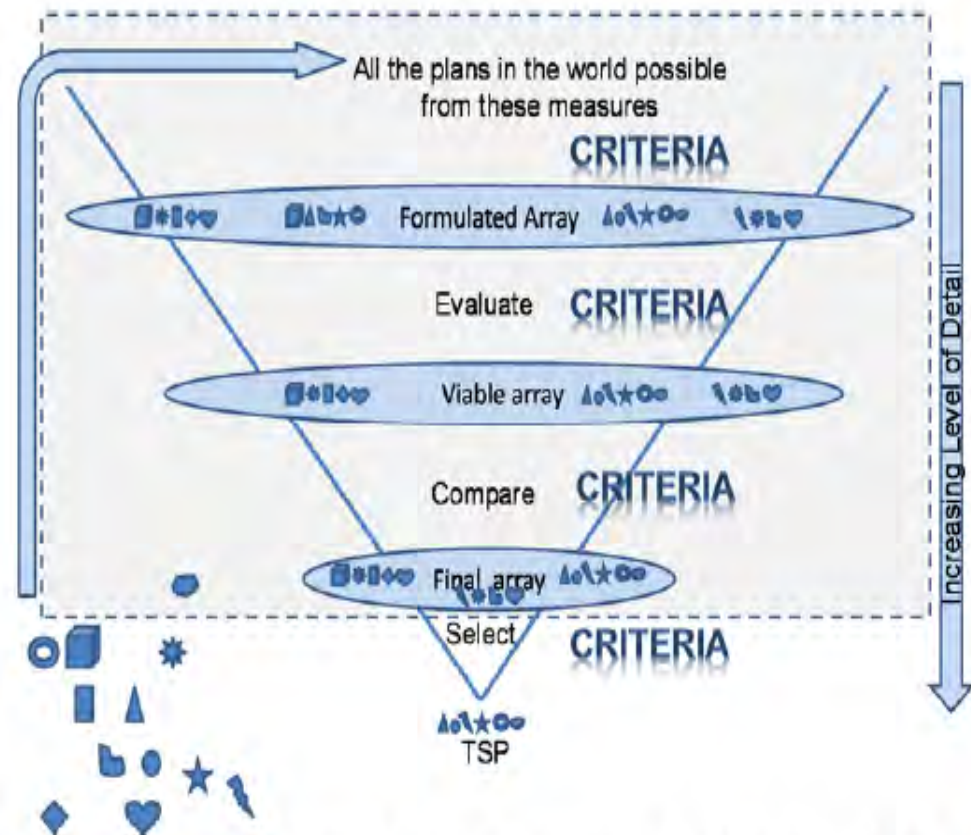 All the plans in the world possible
from these measures
CRITERIA
Formulated Array
Evaluate CRITERIA
Viable array
Compare CRITERIA
Final array
Select CRITERIA
TSP
Increasing Level of Detail